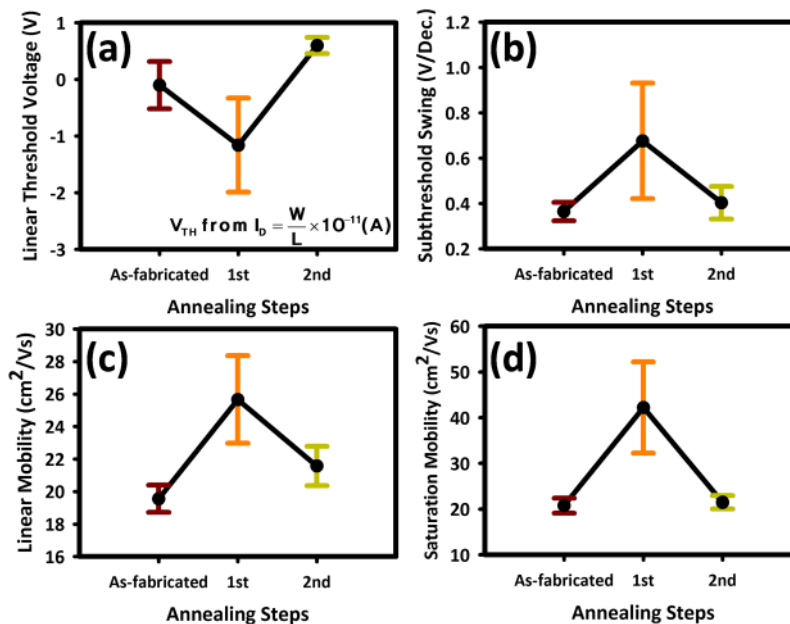 (a)
Linear Threshold Voltage (V)
1
0
-1
-2
-3
V_TH from I_D = W/L ×10⁻¹¹(A)
As-fabricated 1st 2nd
Annealing Steps
(b)
Subthreshold Swing (V/Dec.)
1.2
1.0
0.8
0.6
0.4
0.2
As-fabricated 1st 2nd
Annealing Steps
(c)
Linear Mobility (cm²/Vs)
30
28
26
24
22
20
18
16
As-fabricated 1st 2nd
Annealing Steps
(d)
Saturation Mobility (cm²/Vs)
60
50
40
30
20
10
As-fabricated 1st 2nd
Annealing Steps